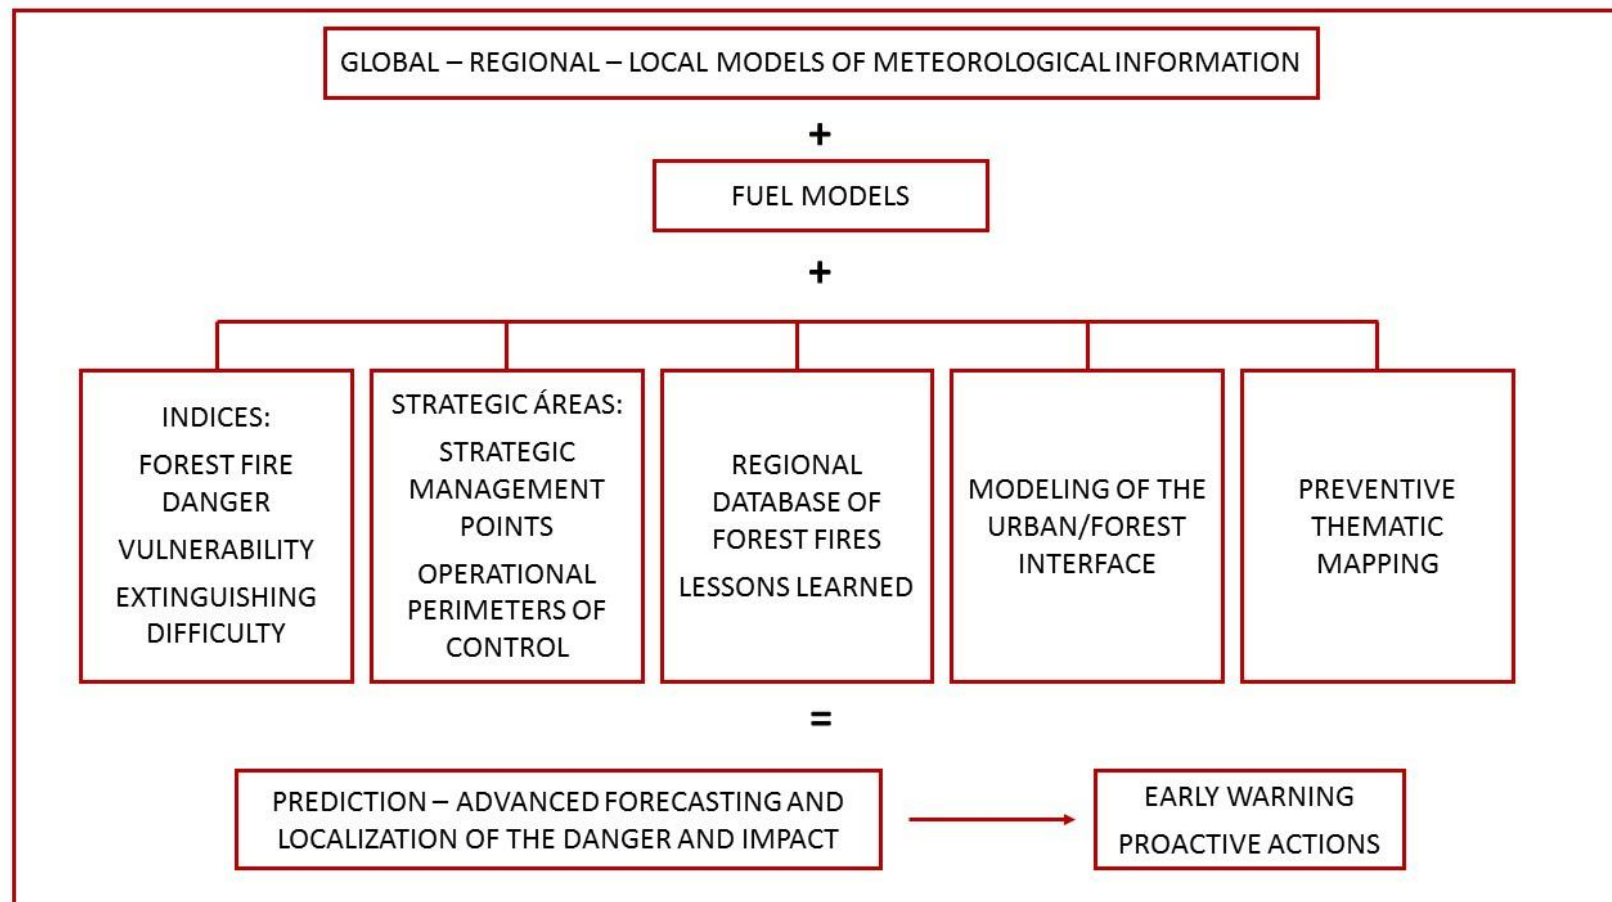 GLOBAL – REGIONAL – LOCAL MODELS OF METEOROLOGICAL INFORMATION
+
FUEL MODELS
+
INDICES:
FOREST FIRE
DANGER
VULNERABILITY
EXTINGUISHING
DIFFICULTY
STRATEGIC ÁREAS:
STRATEGIC
MANAGEMENT
POINTS
OPERATIONAL
PERIMETERS OF
CONTROL
REGIONAL
DATABASE OF
FOREST FIRES
LESSONS LEARNED
MODELING OF THE
URBAN/FOREST
INTERFACE
PREVENTIVE
THEMATIC
MAPPING
=
PREDICTION – ADVANCED FORECASTING AND
LOCALIZATION OF THE DANGER AND IMPACT
EARLY WARNING
PROACTIVE ACTIONS